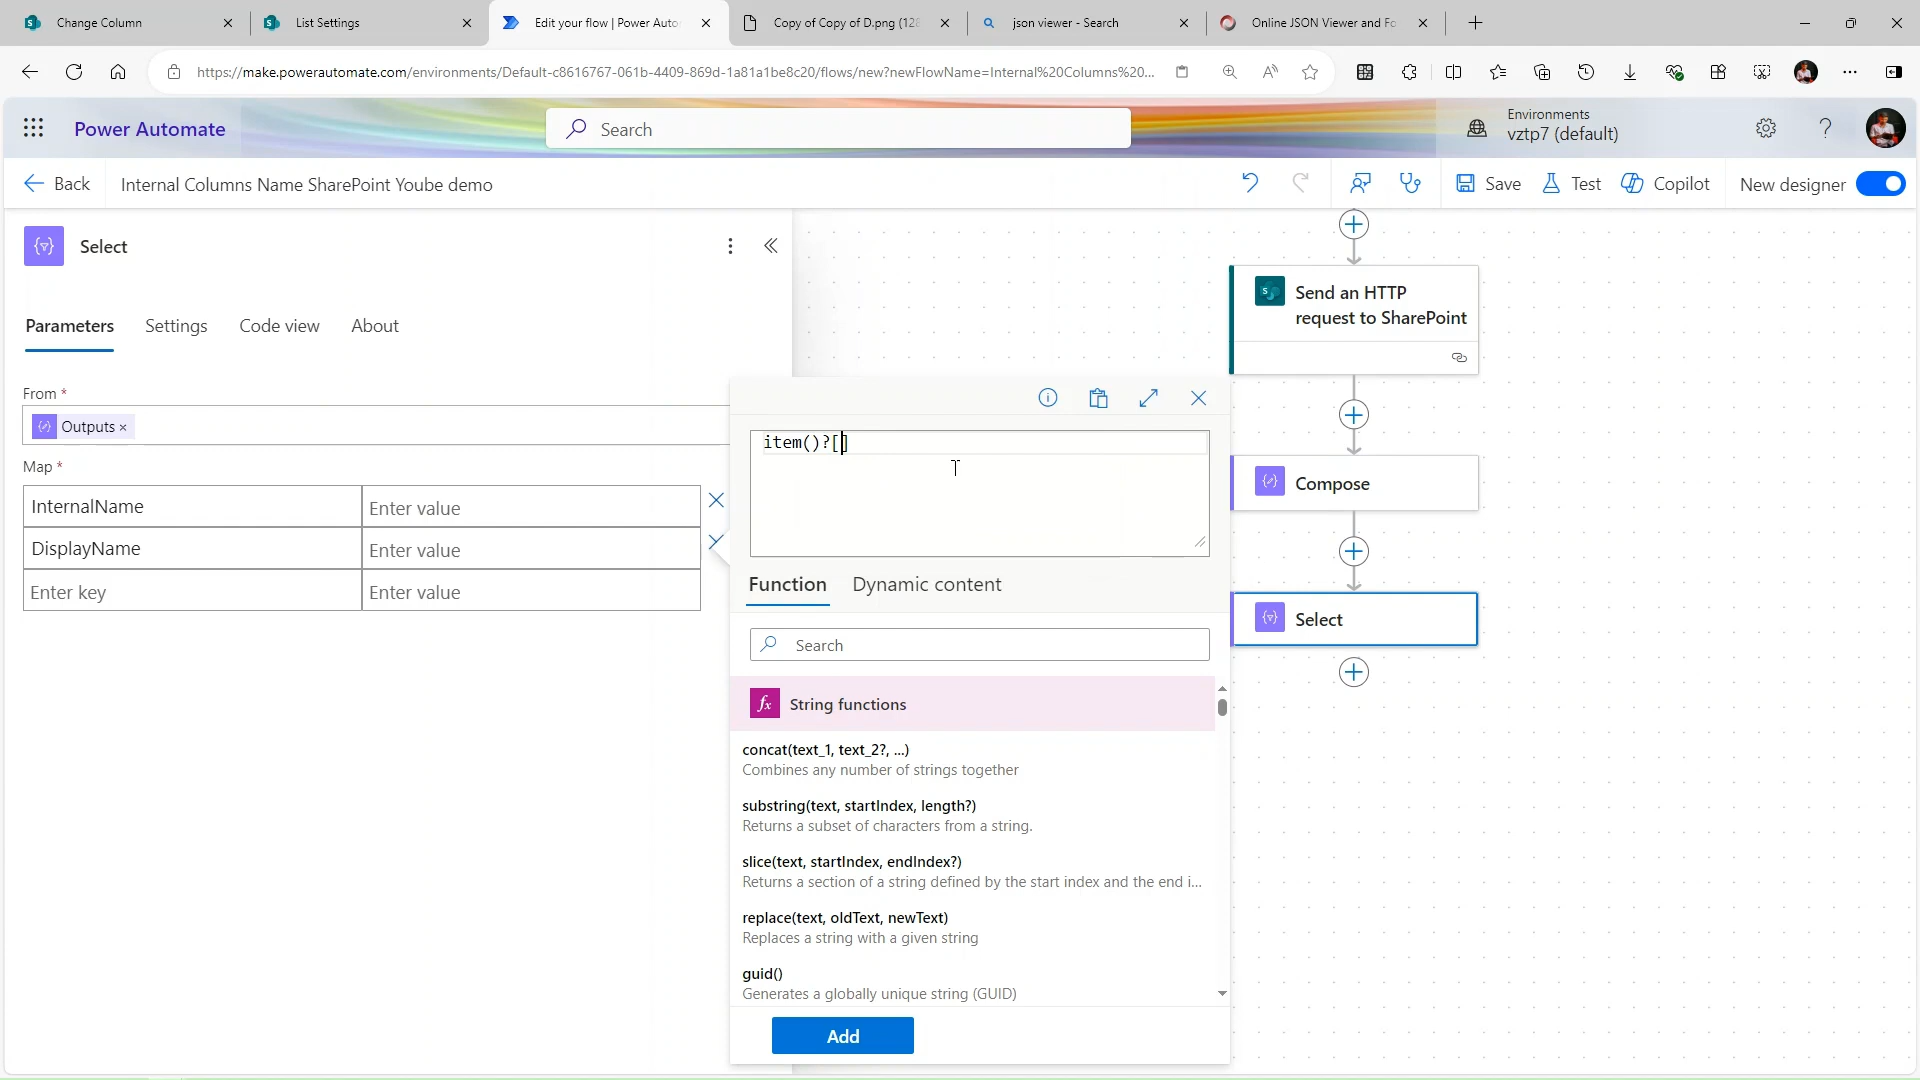 Change Column
List Settings
Edit your flow | Power Auto
Copy of Copy of D.png (128
json viewer - Search
Online JSON Viewer and Fo
https://make.powerautomate.com/environments/Default-c8616767-061b-4409-869d-1a81a1be8c20/flows/new?newFlowName=Internal%20Columns%20...
Power Automate
Search
Environments
vztp7 (default)
Back
Internal Columns Name SharePoint Yoube demo
Save
Test
Copilot
New designer
Select
Parameters
Settings
Code view
About
From *
Outputs ×
Map *
InternalName
Enter value
DisplayName
Enter value
Enter key
Enter value
item()?[]
Function
Dynamic content
Search
fx
String functions
concat(text_1, text_2?, ...)
Combines any number of strings together
substring(text, startIndex, length?)
Returns a subset of characters from a string.
slice(text, startIndex, endIndex?)
Returns a section of a string defined by the start index and the end i...
replace(text, oldText, newText)
Replaces a string with a given string
guid()
Generates a globally unique string (GUID)
Add
Send an HTTP
request to SharePoint
Compose
Select